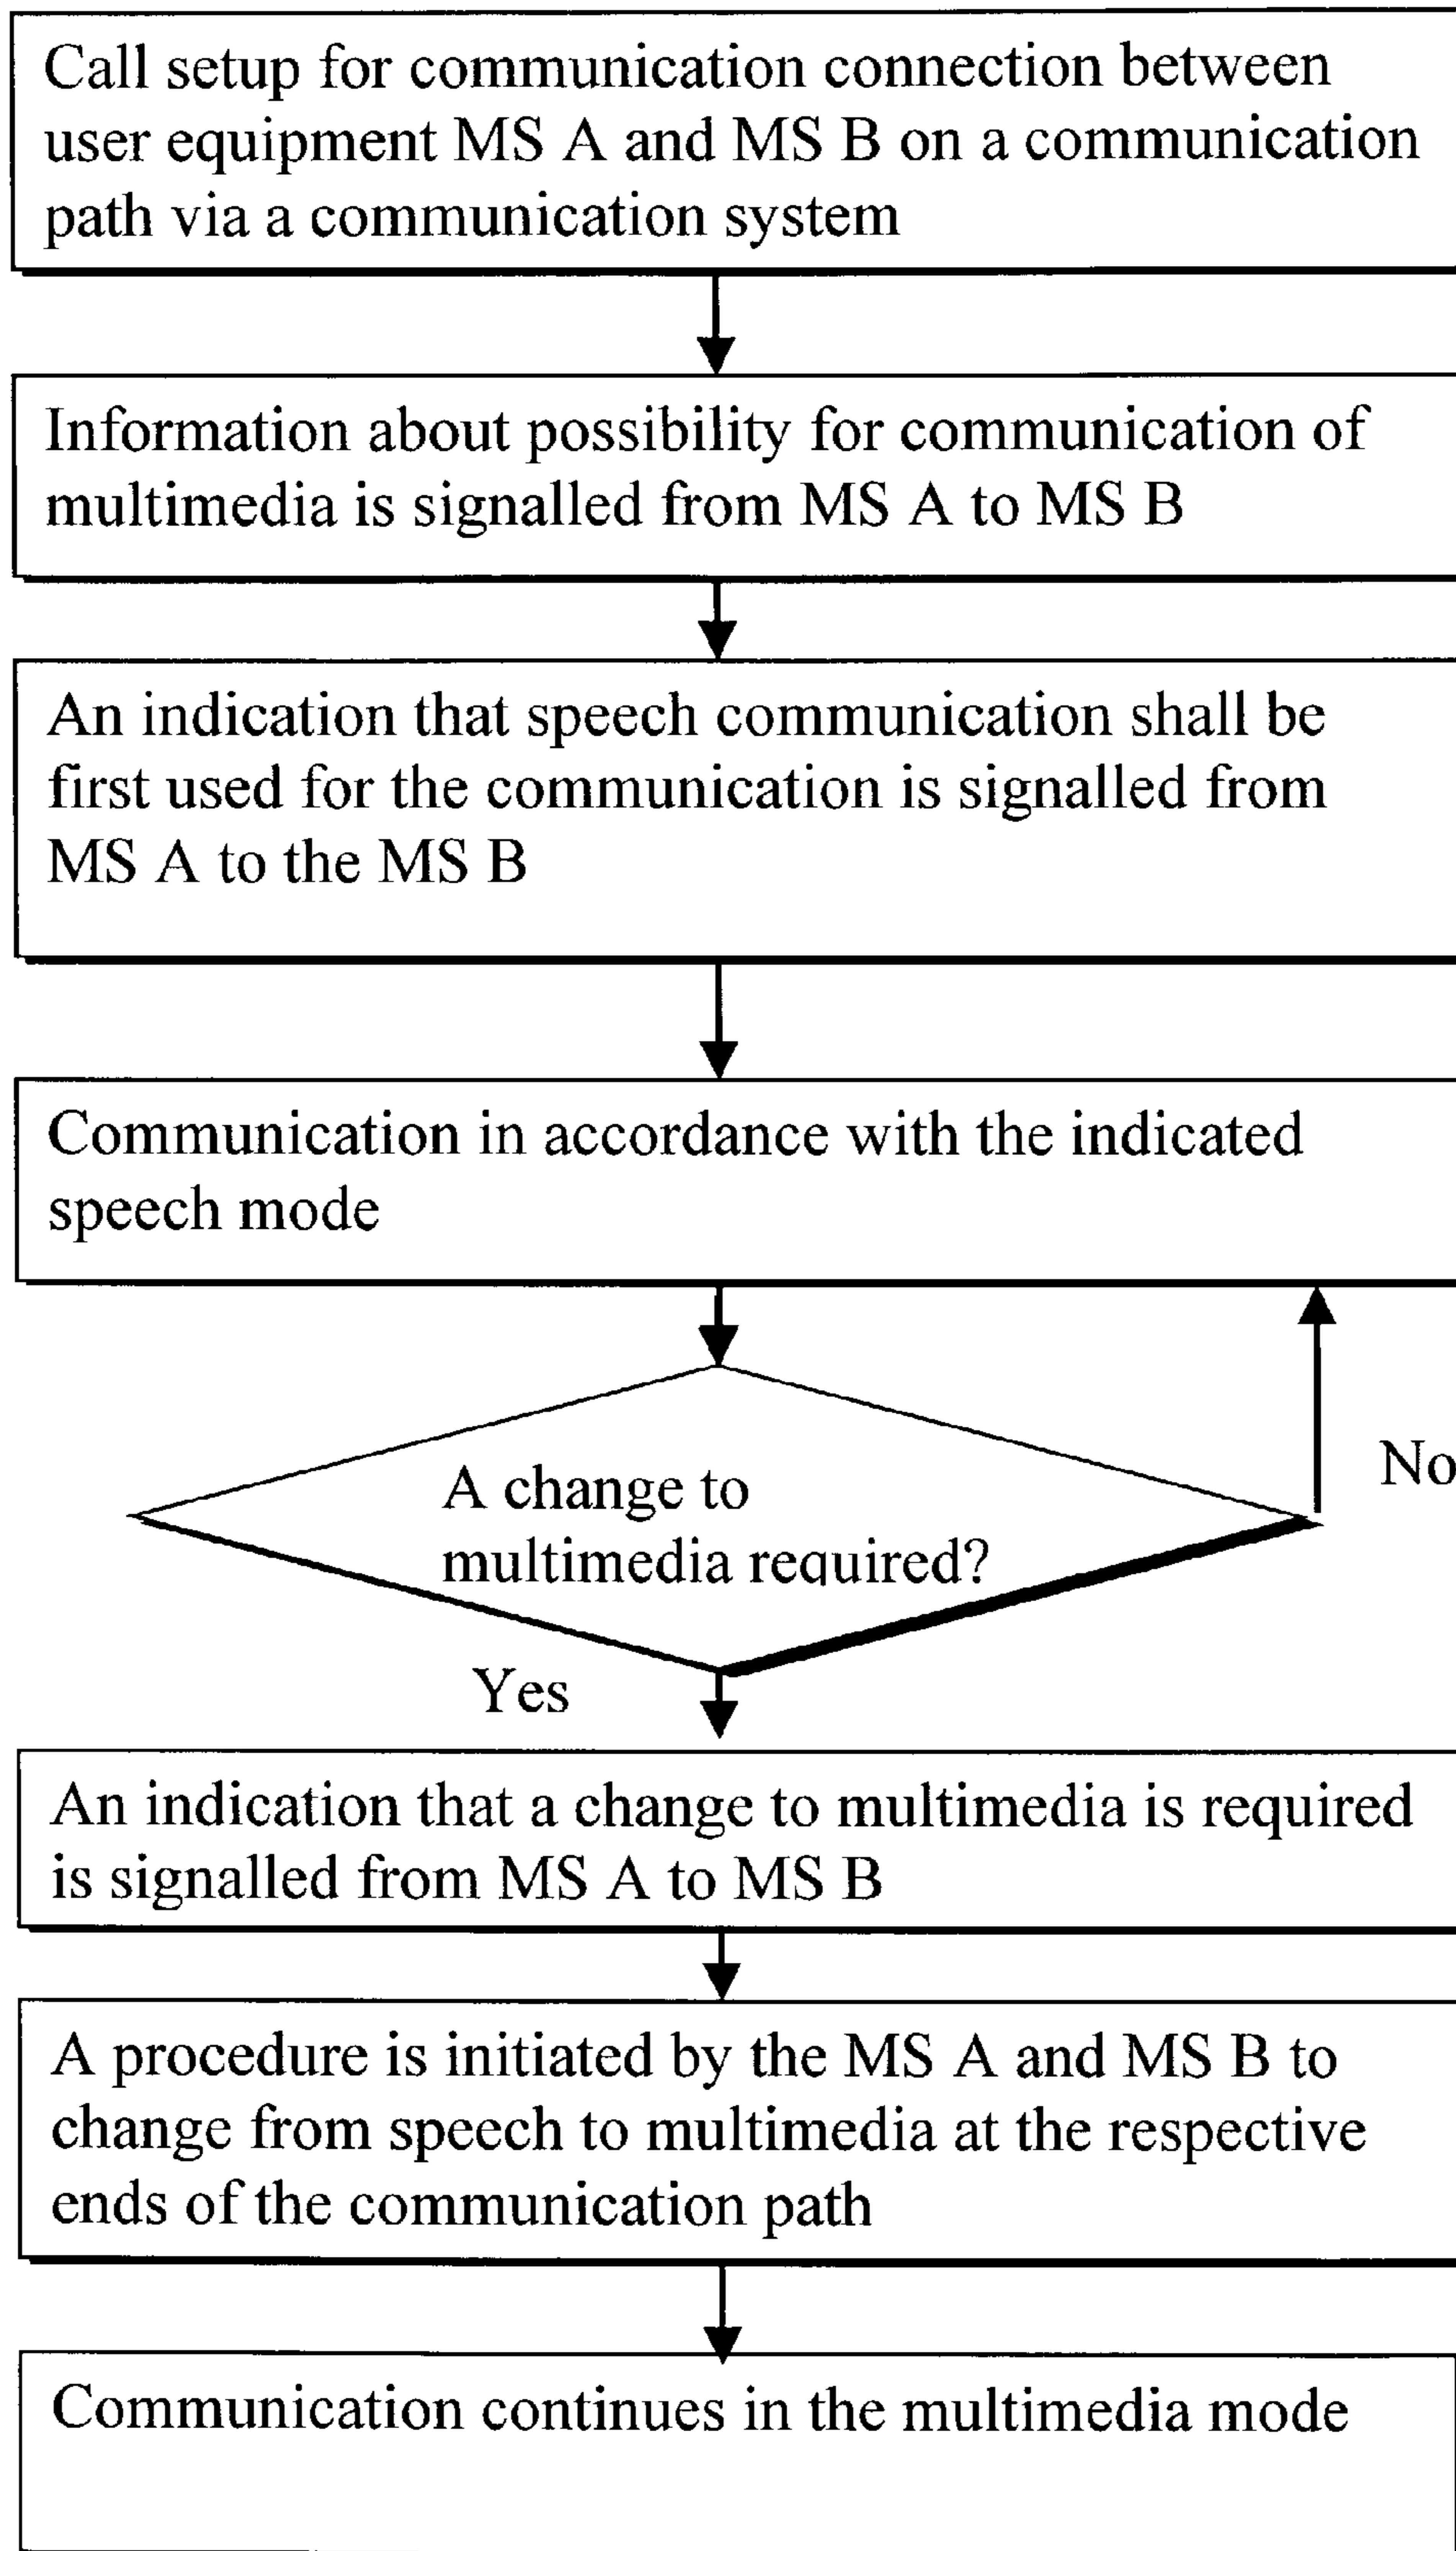 Call setup for communication connection between
user equipment MS A and MS B on a communication
path via a communication system
Information about possibility for communication of
multimedia is signalled from MS A to MS B
An indication that speech communication shall be
first used for the communication is signalled from
MS A to the MS B
Communication in accordance with the indicated
speech mode
A change to
multimedia required?
No
Yes
An indication that a change to multimedia is required
is signalled from MS A to MS B
A procedure is initiated by the MS A and MS B to
change from speech to multimedia at the respective
ends of the communication path
Communication continues in the multimedia mode